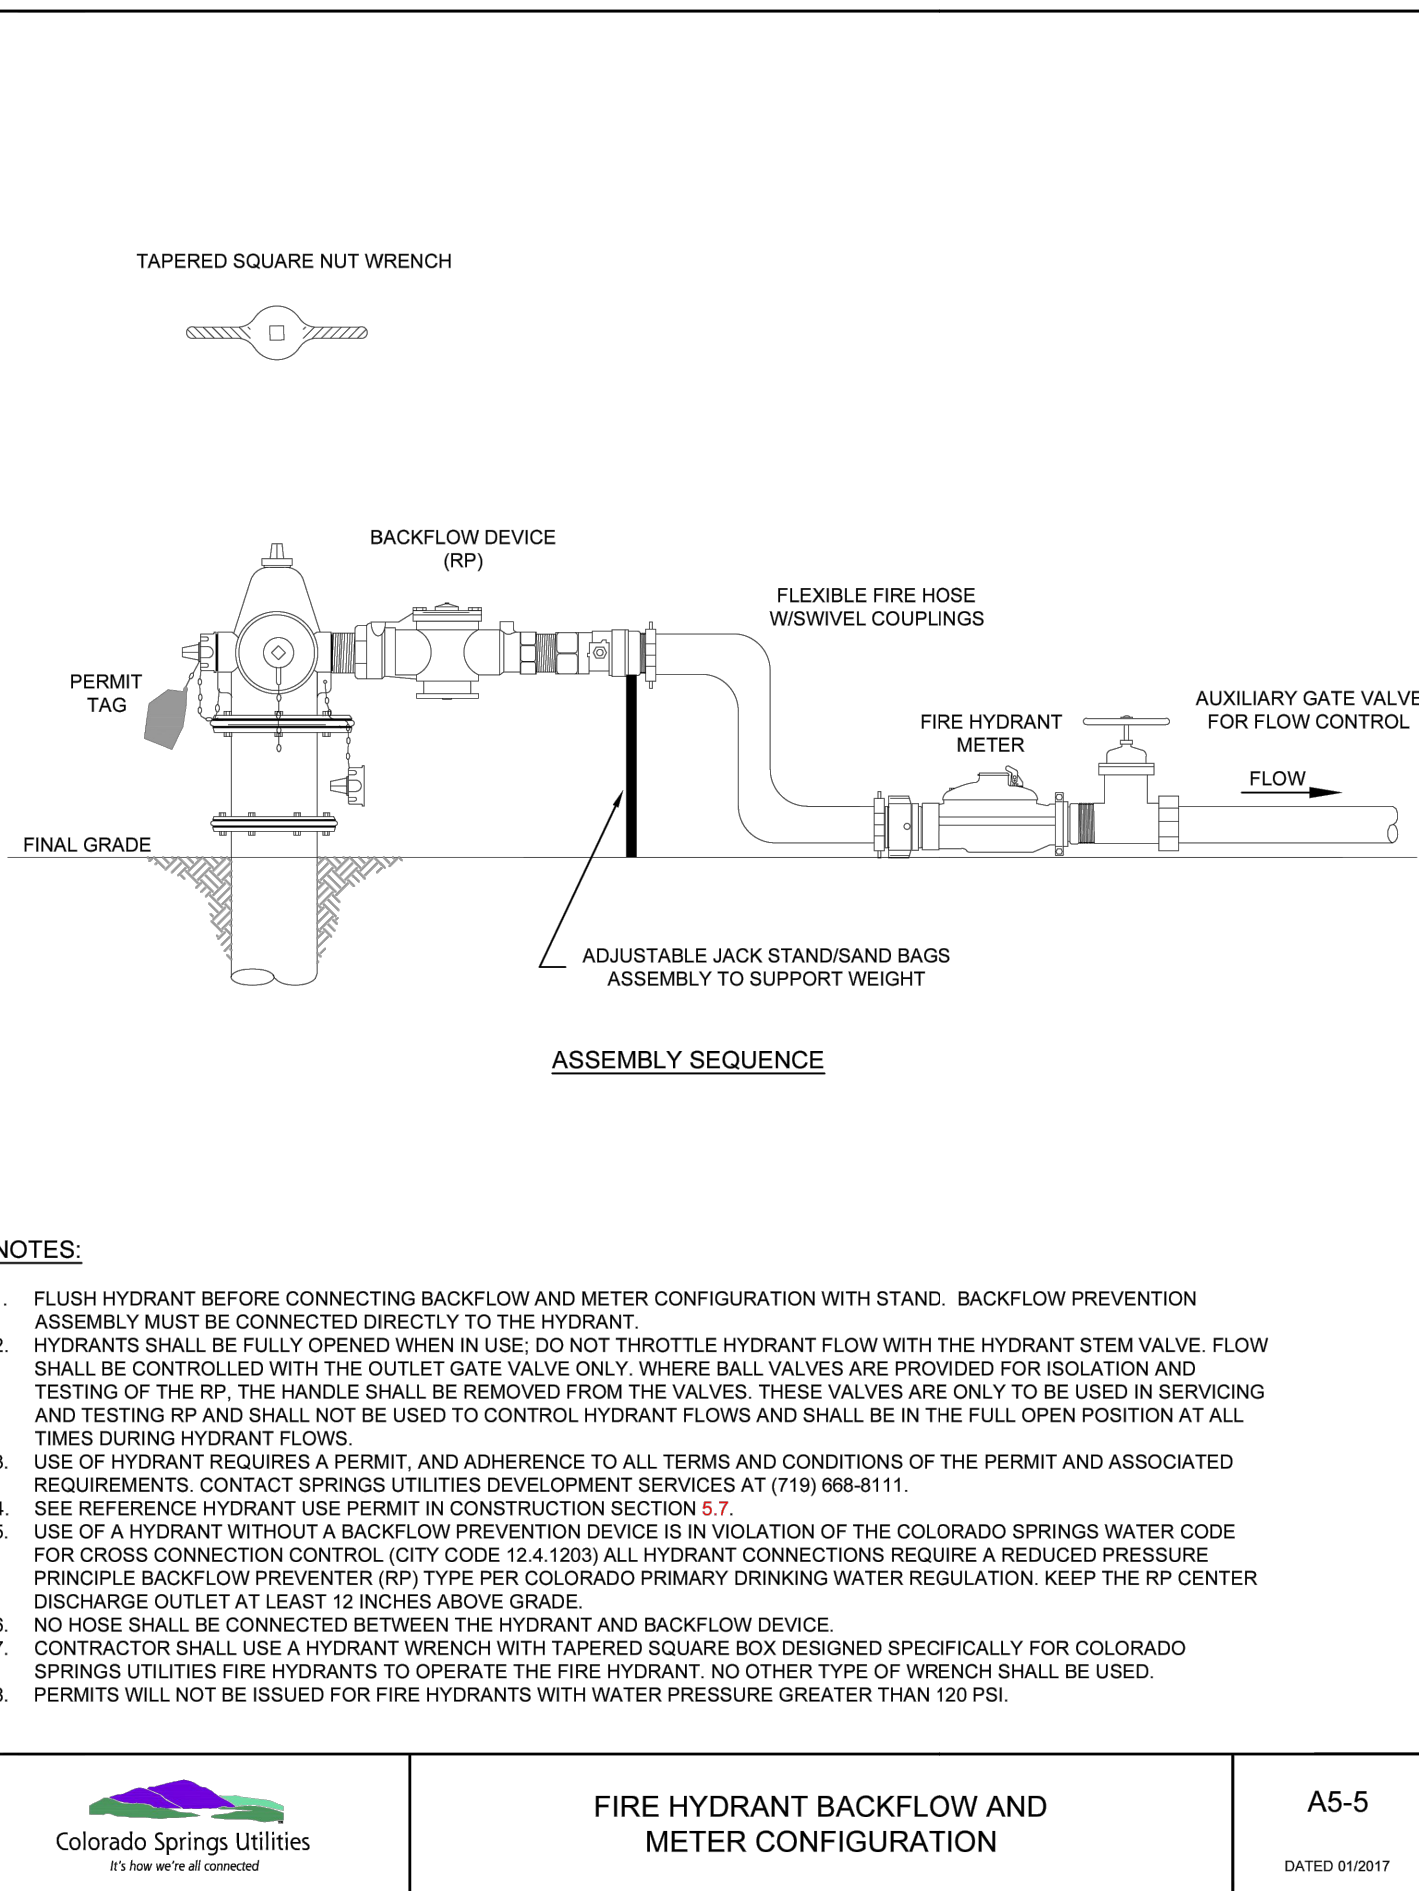 TAPERED SQUARE NUT WRENCH
BACKFLOW DEVICE
(RP)
FLEXIBLE FIRE HOSE
W/SWIVEL COUPLINGS
PERMIT
TAG
AUXILIARY GATE VALVE
FOR FLOW CONTROL
FIRE HYDRANT
METER
FLOW
FINAL GRADE
ADJUSTABLE JACK STAND/SAND BAGS
ASSEMBLY TO SUPPORT WEIGHT
ASSEMBLY SEQUENCE
NOTES:
. FLUSH HYDRANT BEFORE CONNECTING BACKFLOW AND METER CONFIGURATION WITH STAND. BACKFLOW PREVENTION
ASSEMBLY MUST BE CONNECTED DIRECTLY TO THE HYDRANT.
2. HYDRANTS SHALL BE FULLY OPENED WHEN IN USE; DO NOT THROTTLE HYDRANT FLOW WITH THE HYDRANT STEM VALVE. FLOW
SHALL BE CONTROLLED WITH THE OUTLET GATE VALVE ONLY. WHERE BALL VALVES ARE PROVIDED FOR ISOLATION AND
TESTING OF THE RP, THE HANDLE SHALL BE REMOVED FROM THE VALVES. THESE VALVES ARE ONLY TO BE USED IN SERVICING
AND TESTING RP AND SHALL NOT BE USED TO CONTROL HYDRANT FLOWS AND SHALL BE IN THE FULL OPEN POSITION AT ALL
TIMES DURING HYDRANT FLOWS.
3. USE OF HYDRANT REQUIRES A PERMIT, AND ADHERENCE TO ALL TERMS AND CONDITIONS OF THE PERMIT AND ASSOCIATED
REQUIREMENTS. CONTACT SPRINGS UTILITIES DEVELOPMENT SERVICES AT (719) 668-8111.
4. SEE REFERENCE HYDRANT USE PERMIT IN CONSTRUCTION SECTION 5.7.
5. USE OF A HYDRANT WITHOUT A BACKFLOW PREVENTION DEVICE IS IN VIOLATION OF THE COLORADO SPRINGS WATER CODE
FOR CROSS CONNECTION CONTROL (CITY CODE 12.4.1203) ALL HYDRANT CONNECTIONS REQUIRE A REDUCED PRESSURE
PRINCIPLE BACKFLOW PREVENTER (RP) TYPE PER COLORADO PRIMARY DRINKING WATER REGULATION. KEEP THE RP CENTER
DISCHARGE OUTLET AT LEAST 12 INCHES ABOVE GRADE.
6. NO HOSE SHALL BE CONNECTED BETWEEN THE HYDRANT AND BACKFLOW DEVICE.
7. CONTRACTOR SHALL USE A HYDRANT WRENCH WITH TAPERED SQUARE BOX DESIGNED SPECIFICALLY FOR COLORADO
SPRINGS UTILITIES FIRE HYDRANTS TO OPERATE THE FIRE HYDRANT. NO OTHER TYPE OF WRENCH SHALL BE USED.
8. PERMITS WILL NOT BE ISSUED FOR FIRE HYDRANTS WITH WATER PRESSURE GREATER THAN 120 PSI.
Colorado Springs Utilities
It's how we're all connected
FIRE HYDRANT BACKFLOW AND
METER CONFIGURATION
A5-5
DATED 01/2017